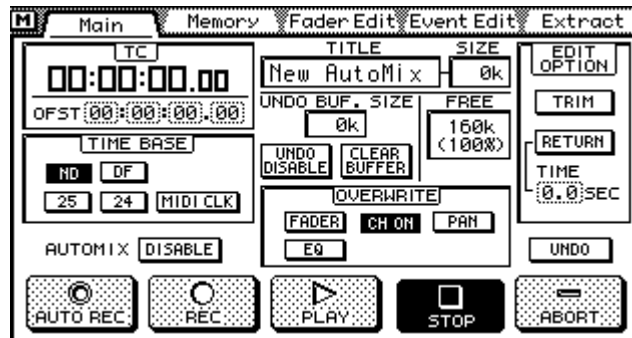 M Main Memory Fader Edit Event Edit Extract
TC
00:00:00.00
OFST 00:00:00.00
TIME BASE
ND DF
25 24 MIDI CLK
AUTOMIX DISABLE
TITLE SIZE
New AutoMix 0k
UNDO BUF. SIZE FREE
0k 160k
(100%)
UNDO DISABLE CLEAR BUFFER
OVERWRITE
FADER CH ON PAN
EQ
EDIT OPTION
TRIM
RETURN
TIME
0.0 SEC
UNDO
AUTO REC REC PLAY STOP ABORT